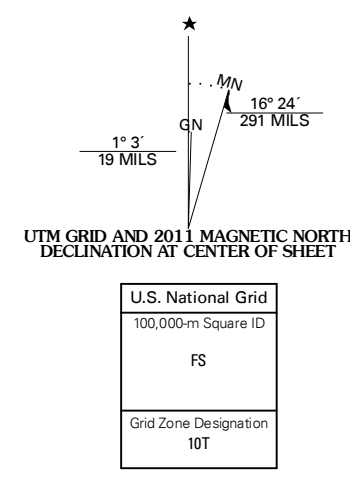 MN
16° 24´
291 MILS
GN
1° 3´
19 MILS
UTM GRID AND 2011 MAGNETIC NORTH
DECLINATION AT CENTER OF SHEET
U.S. National Grid
100,000-m Square ID
FS
Grid Zone Designation
10T